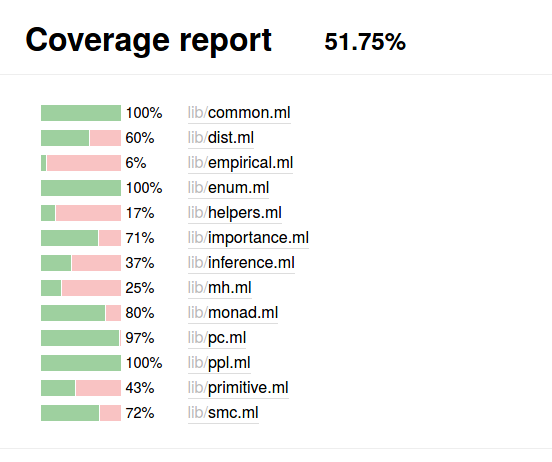 Coverage report 51.75%
100% lib/common.ml
60% lib/dist.ml
6% lib/empirical.ml
100% lib/enum.ml
17% lib/helpers.ml
71% lib/importance.ml
37% lib/inference.ml
25% lib/mh.ml
80% lib/monad.ml
97% lib/pc.ml
100% lib/ppl.ml
43% lib/primitive.ml
72% lib/smc.ml